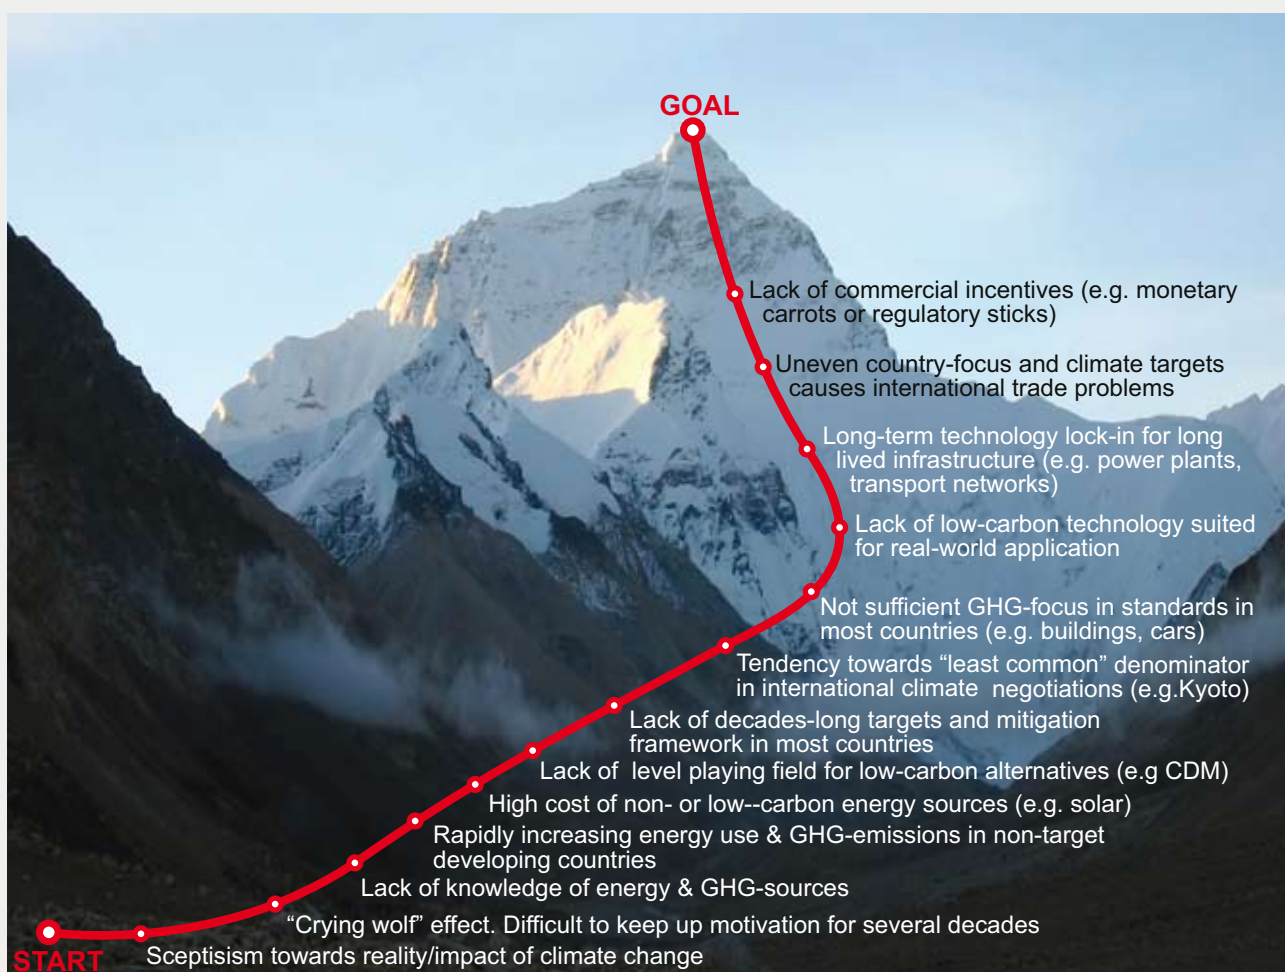 GOAL
Lack of commercial incentives (e.g. monetary
carrots or regulatory sticks)
Uneven country-focus and climate targets
causes international trade problems
Long-term technology lock-in for long
lived infrastructure (e.g. power plants,
transport networks)
Lack of low-carbon technology suited
for real-world application
Not sufficient GHG-focus in standards in
most countries (e.g. buildings, cars)
Tendency towards “least common” denominator
in international climate negotiations (e.g.Kyoto)
Lack of decades-long targets and mitigation
framework in most countries
Lack of level playing field for low-carbon alternatives (e.g CDM)
High cost of non- or low--carbon energy sources (e.g. solar)
Rapidly increasing energy use & GHG-emissions in non-target
developing countries
Lack of knowledge of energy & GHG-sources
“Crying wolf” effect. Difficult to keep up motivation for several decades
Sceptisism towards reality/impact of climate change
START